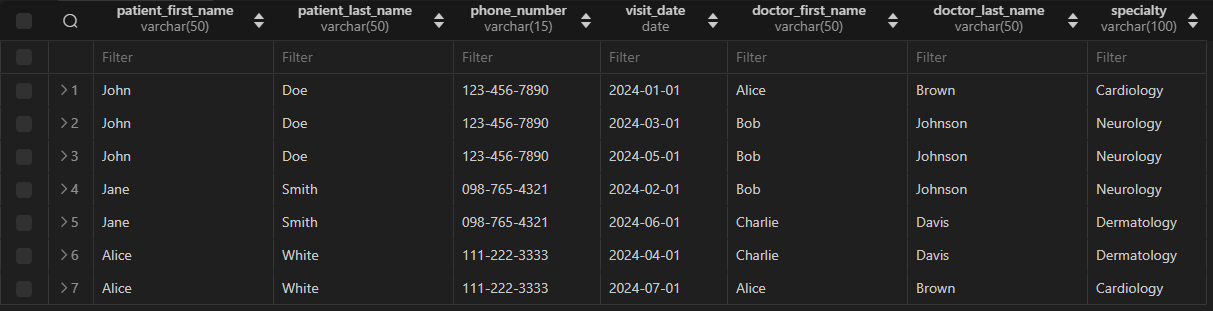 patient_first_name patient_last_name phone_number visit_date doctor_first_name doctor_last_name specialty
varchar(50) varchar(50) varchar(15) date varchar(50) varchar(50) varchar(100)
Filter Filter Filter Filter Filter Filter Filter
1 John Doe 123-456-7890 2024-01-01 Alice Brown Cardiology
2 John Doe 123-456-7890 2024-03-01 Bob Johnson Neurology
3 John Doe 123-456-7890 2024-05-01 Bob Johnson Neurology
4 Jane Smith 098-765-4321 2024-02-01 Bob Johnson Neurology
5 Jane Smith 098-765-4321 2024-06-01 Charlie Davis Dermatology
6 Alice White 111-222-3333 2024-04-01 Charlie Davis Dermatology
7 Alice White 111-222-3333 2024-07-01 Alice Brown Cardiology